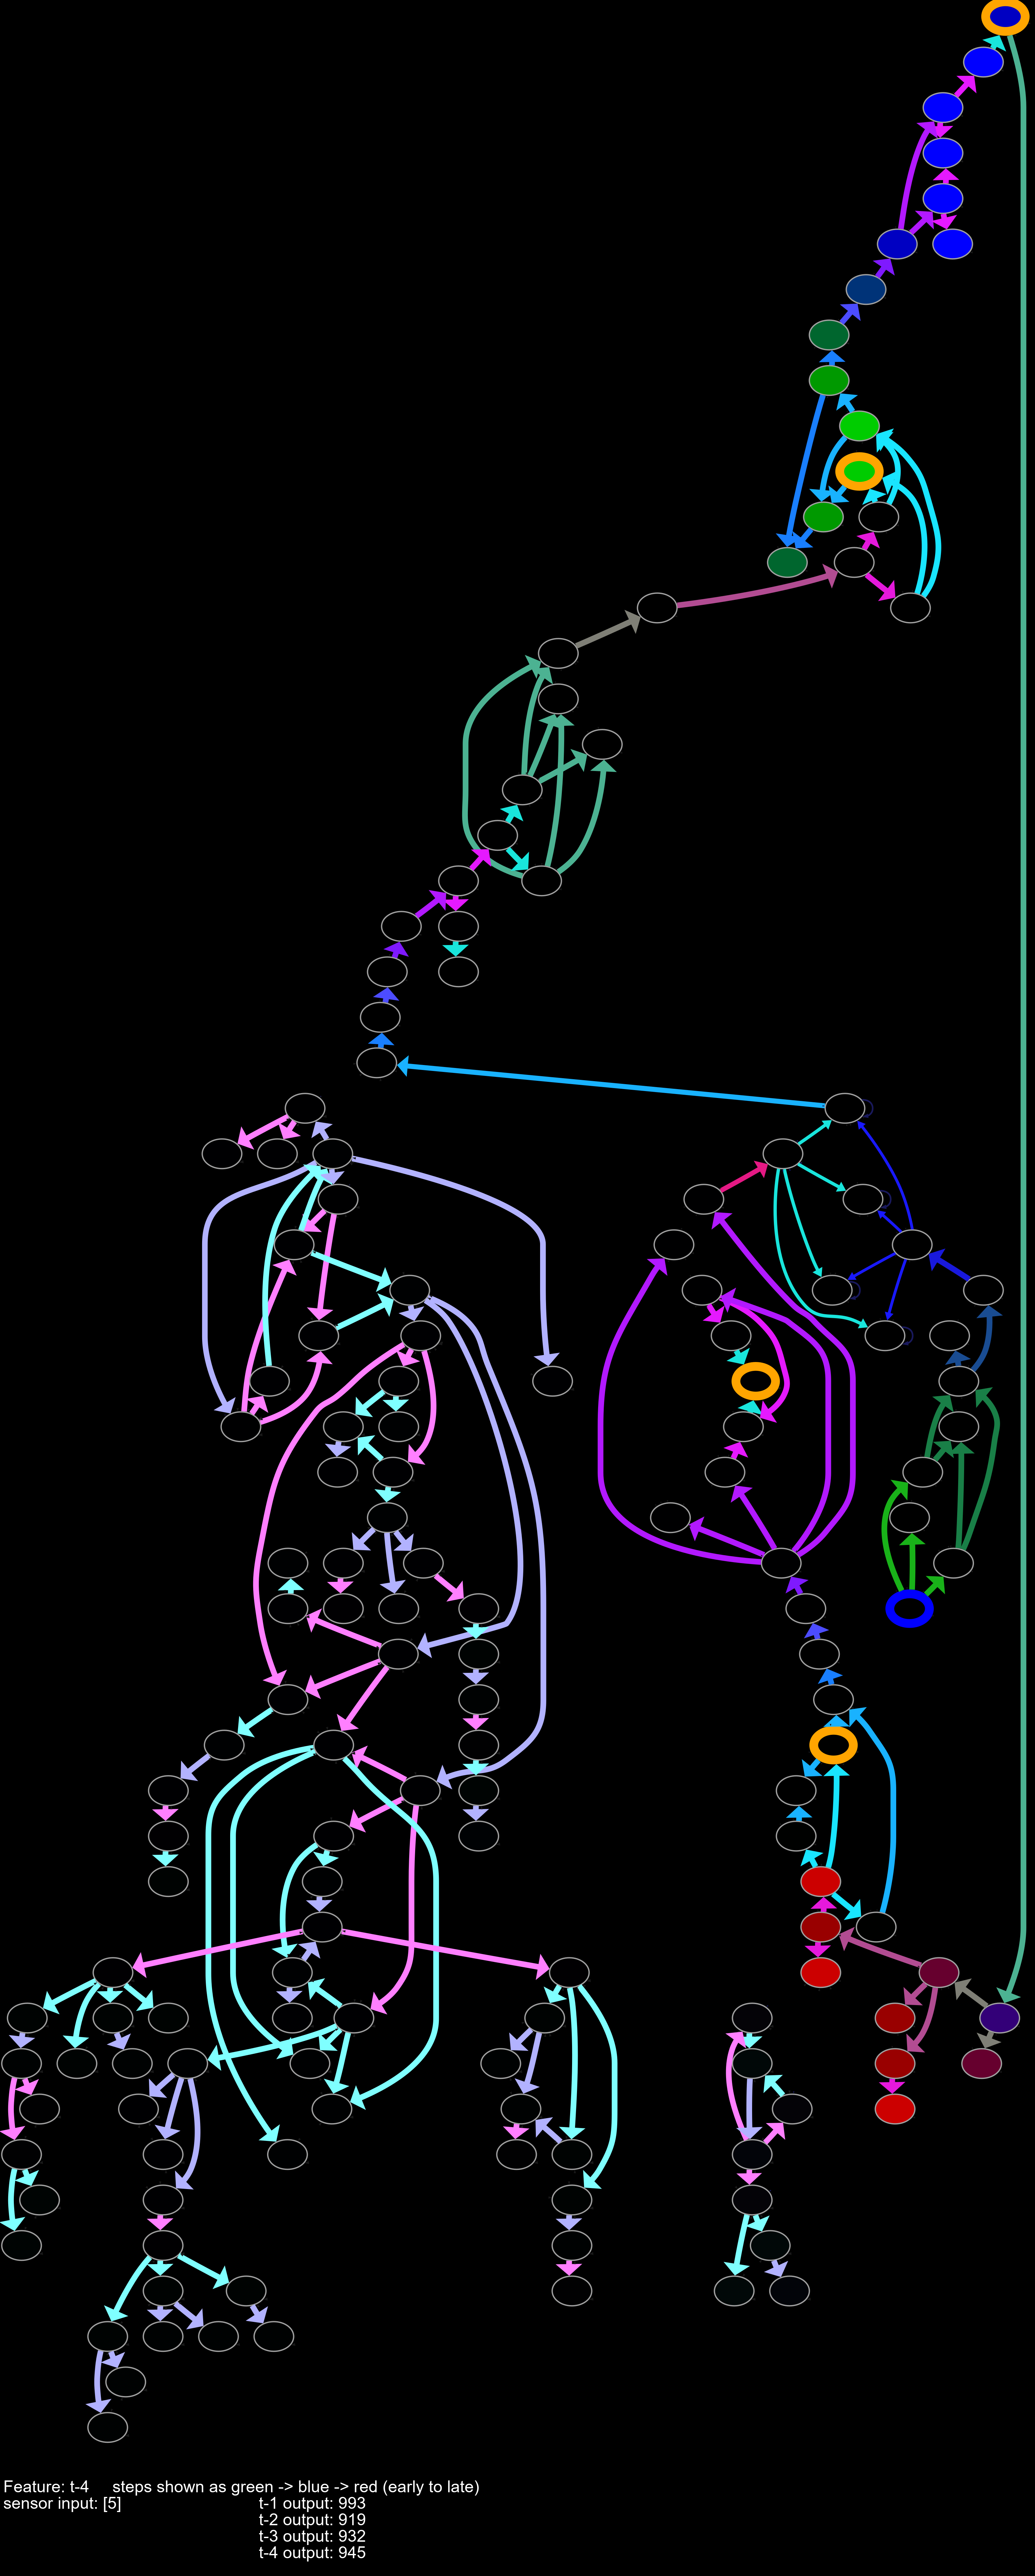 Feature: t-4 steps shown as green -> blue -> red (early to late)
sensor input: [5] t-1 output: 993
t-2 output: 919
t-3 output: 932
t-4 output: 945